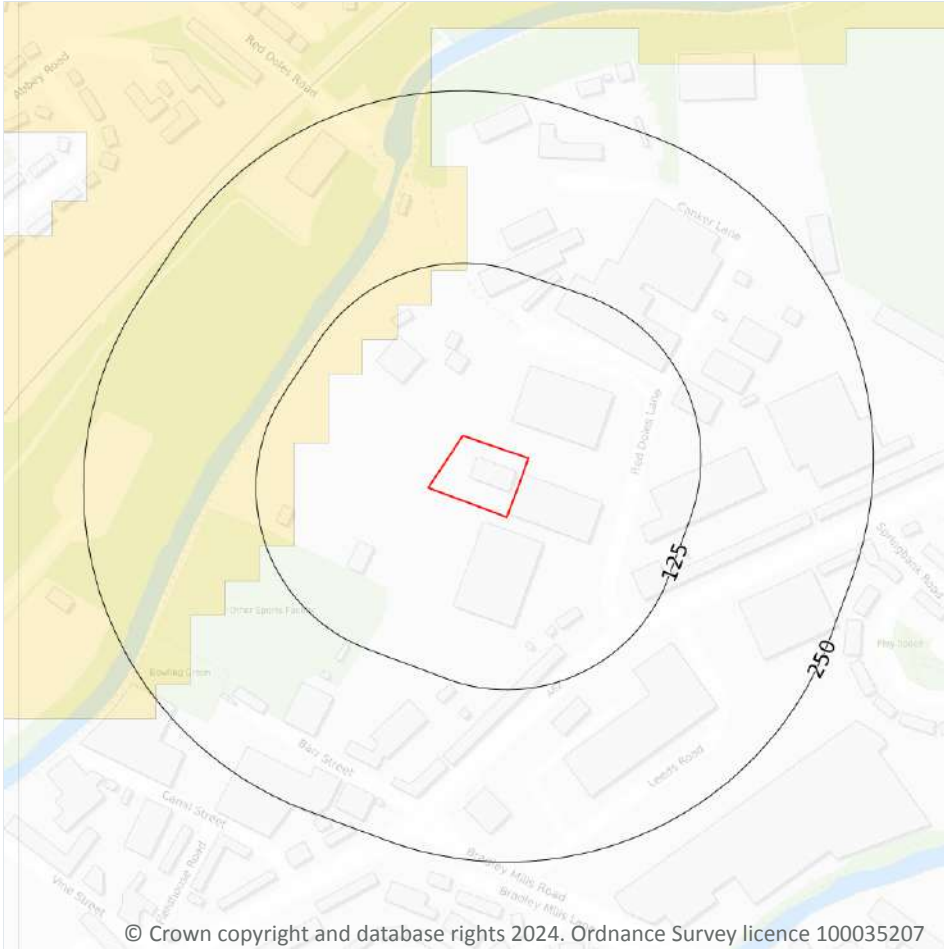 Abbey Road
Red Doles Road
Canker Lane
Red Doles Lane
125
250
Springbank Road
Play Space
Other Sports Facility
Bowling Green
Barr Street
Leeds Road
Canal Street
Vine Street
Bradley Mills Road
Bradley Mills Lane
© Crown copyright and database rights 2024. Ordnance Survey licence 100035207